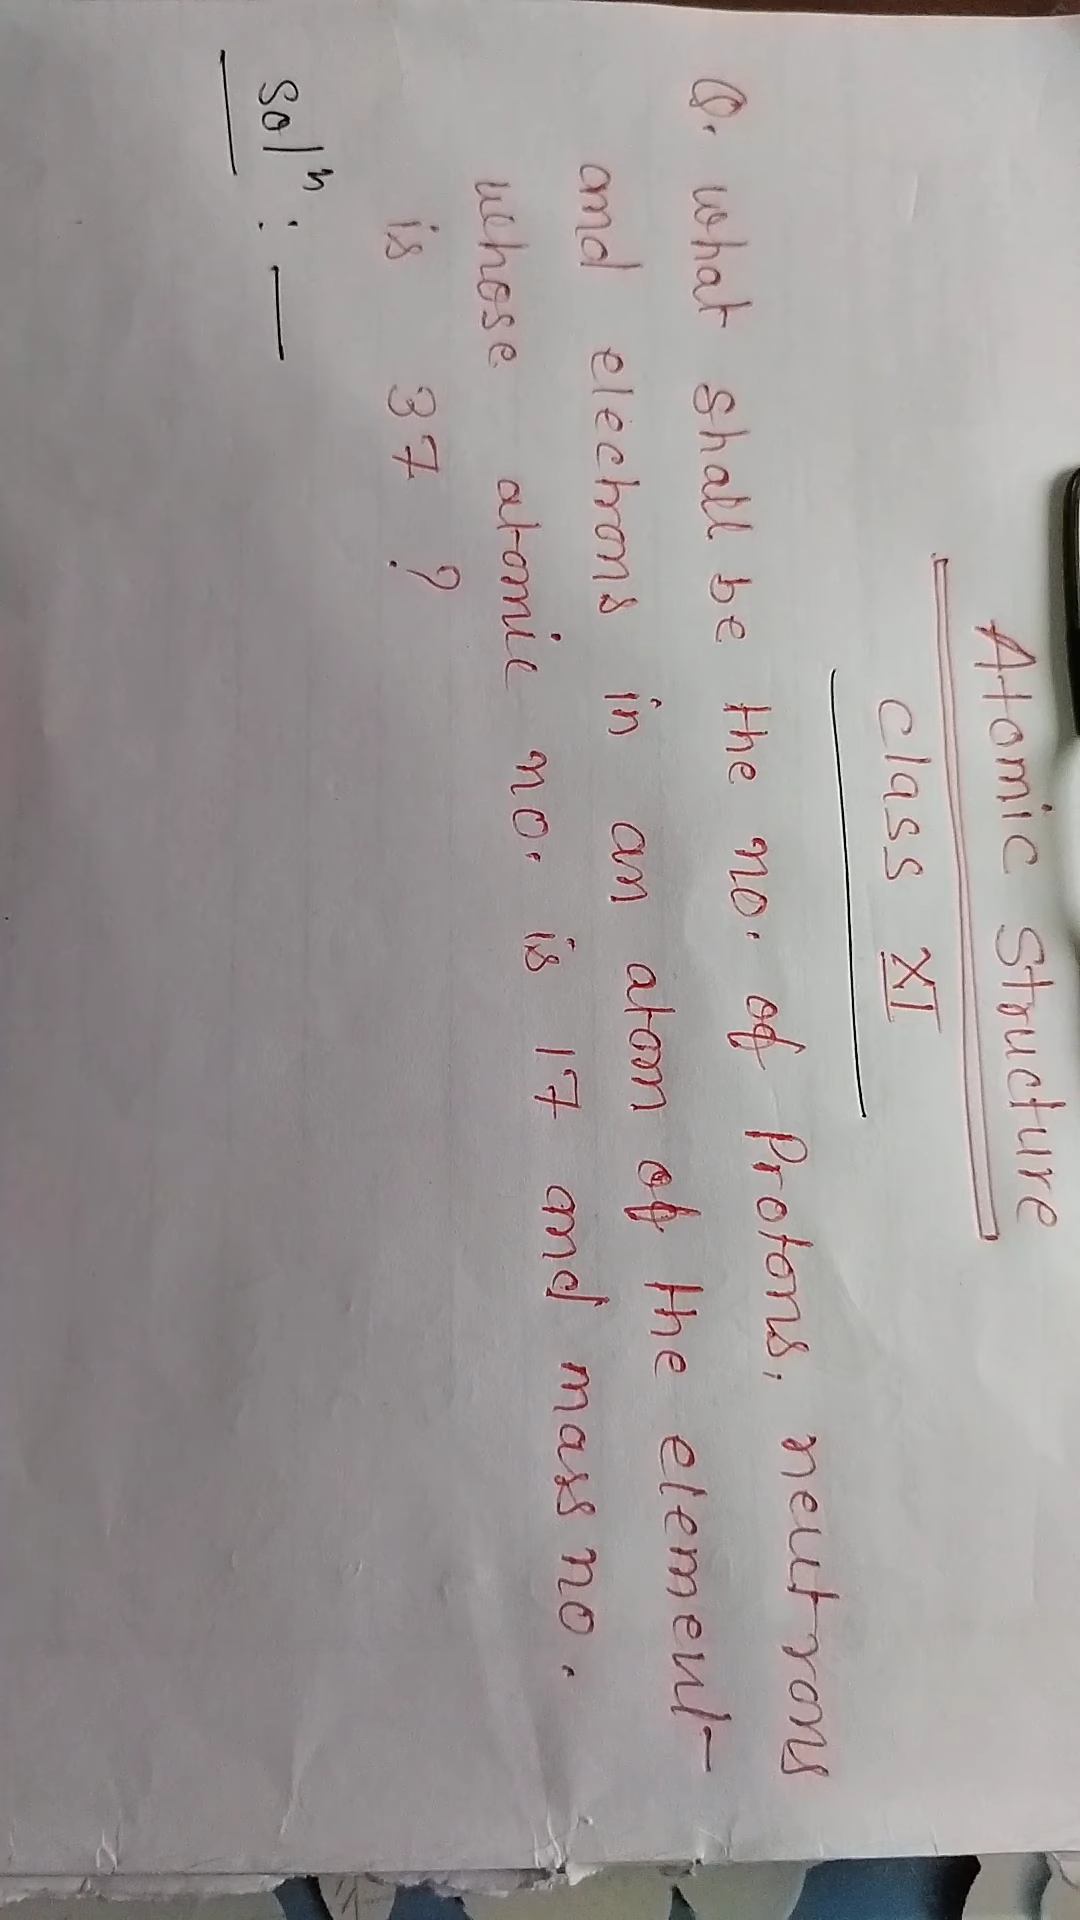 Atomic Structure
class XI
Q. what shall be the no. of Protons, neutrons
and electrons in an atom of the element
whose atomic no. is 17 and mass no.
is 37 ?
Solⁿ : —